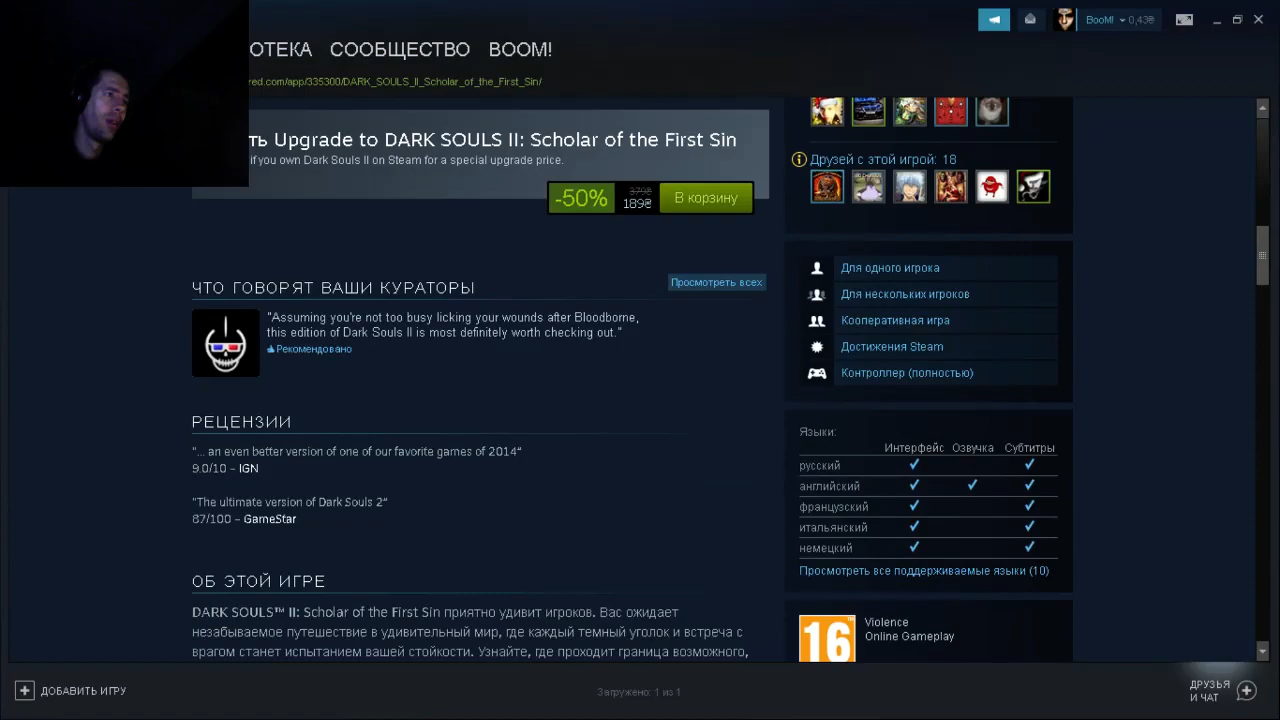 BooM! 0,43₴
ОТЕКА СООБЩЕСТВО BOOM!
red.com/app/335300/DARK_SOULS_II_Scholar_of_the_First_Sin/
ть Upgrade to DARK SOULS II: Scholar of the First Sin
if you own Dark Souls II on Steam for a special upgrade price.
-50% 379₴ 189₴ В корзину
Друзей с этой игрой: 18
ЧТО ГОВОРЯТ ВАШИ КУРАТОРЫ
Просмотреть всех
"Assuming you're not too busy licking your wounds after Bloodborne,
this edition of Dark Souls II is most definitely worth checking out."
Рекомендовано
РЕЦЕНЗИИ
"... an even better version of one of our favorite games of 2014"
9.0/10 – IGN
"The ultimate version of Dark Souls 2"
87/100 – GameStar
ОБ ЭТОЙ ИГРЕ
DARK SOULS™ II: Scholar of the First Sin приятно удивит игроков. Вас ожидает
незабываемое путешествие в удивительный мир, где каждый темный уголок и встреча с
врагом станет испытанием вашей стойкости. Узнайте, где проходит граница возможного,
Для одного игрока
Для нескольких игроков
Кооперативная игра
Достижения Steam
Контроллер (полностью)
Языки:
Интерфейс Озвучка Субтитры
русский ✓ ✓
английский ✓ ✓ ✓
французский ✓ ✓
итальянский ✓ ✓
немецкий ✓ ✓
Просмотреть все поддерживаемые языки (10)
16
Violence
Online Gameplay
ДОБАВИТЬ ИГРУ
Загружено: 1 из 1
ДРУЗЬЯ
И ЧАТ